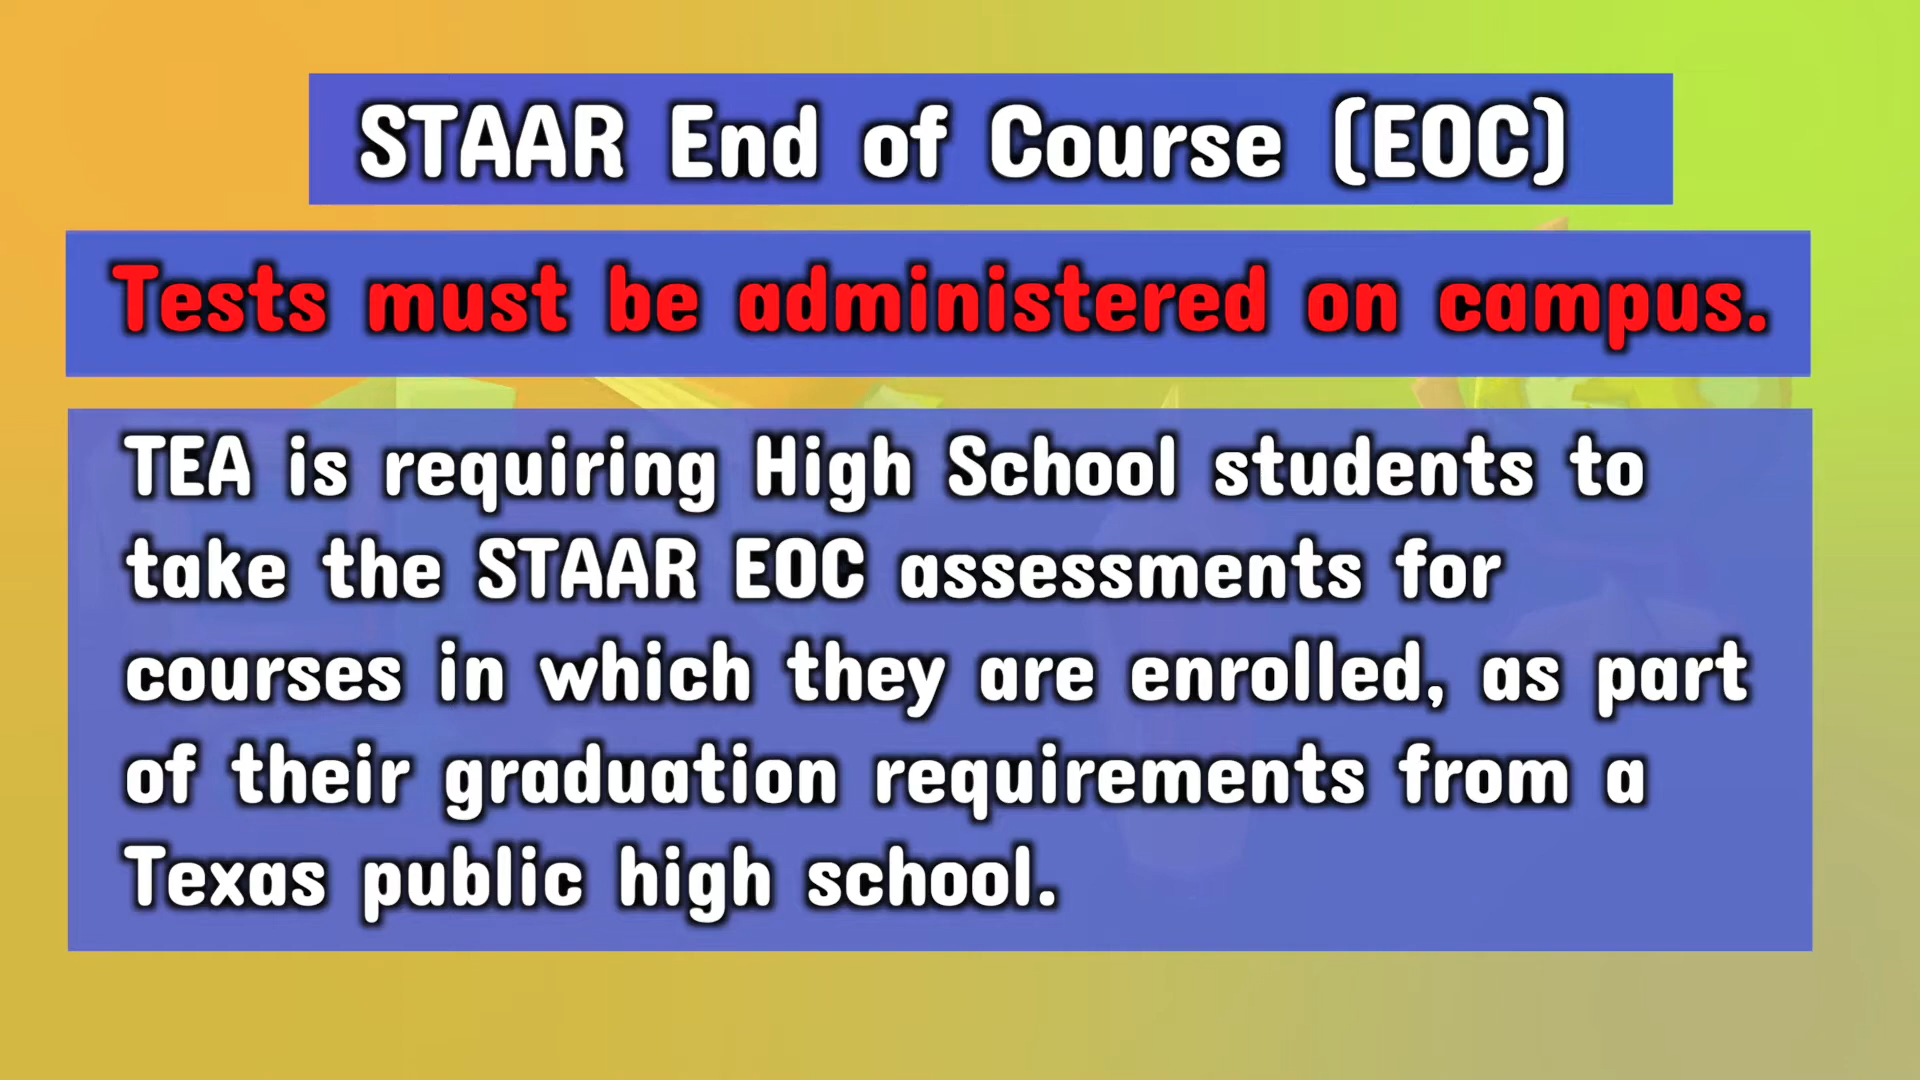 STAAR End of Course (EOC)
Tests must be administered on campus.
TEA is requiring High School students to
take the STAAR EOC assessments for
courses in which they are enrolled, as part
of their graduation requirements from a
Texas public high school.